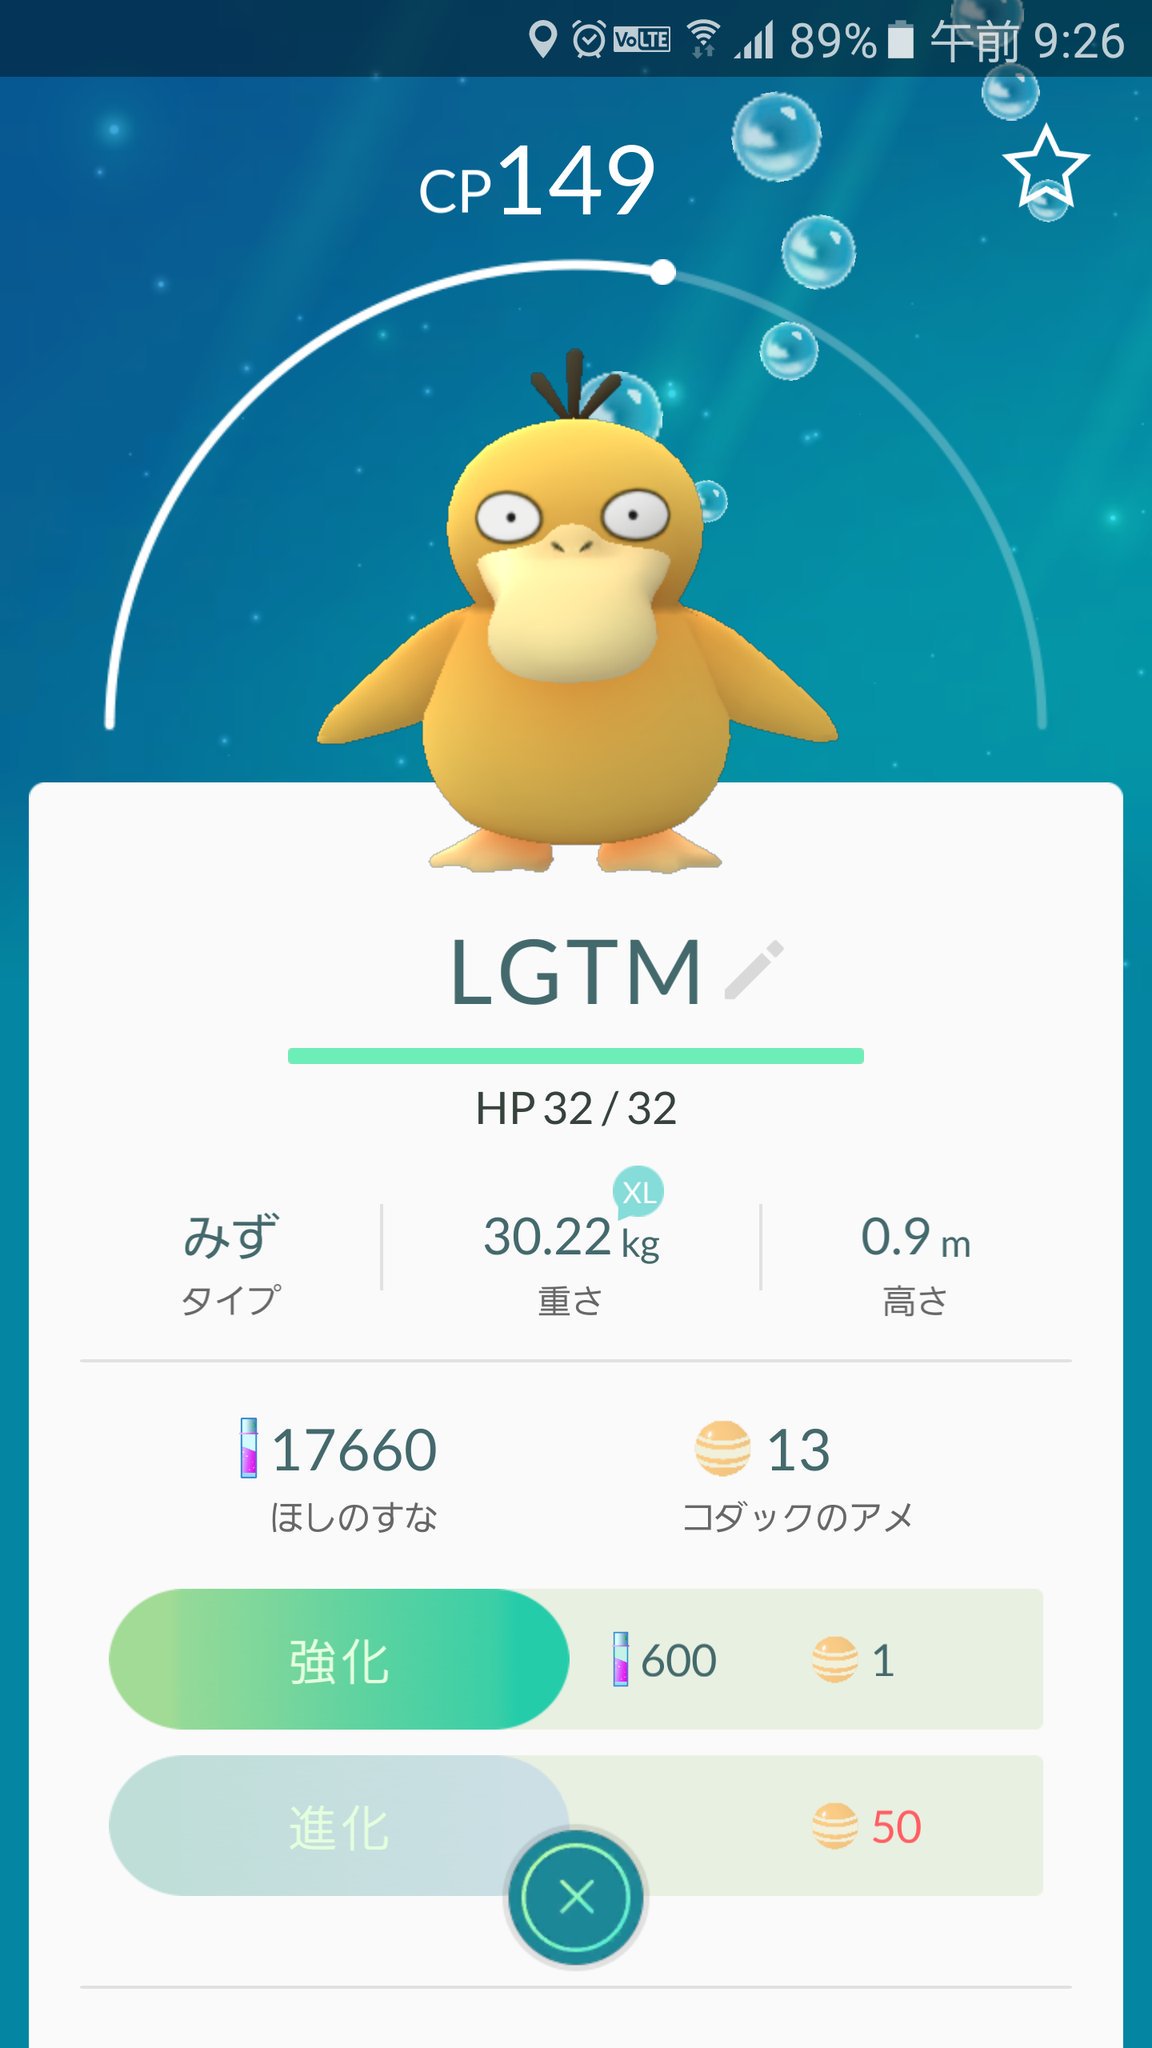 VoLTE 89% 午前 9:26
CP149
LGTM
HP 32 / 32
XL
みず 30.22 kg 0.9 m
タイプ 重さ 高さ
17660 13
ほしのすな コダックのアメ
強化 600 1
進化 50